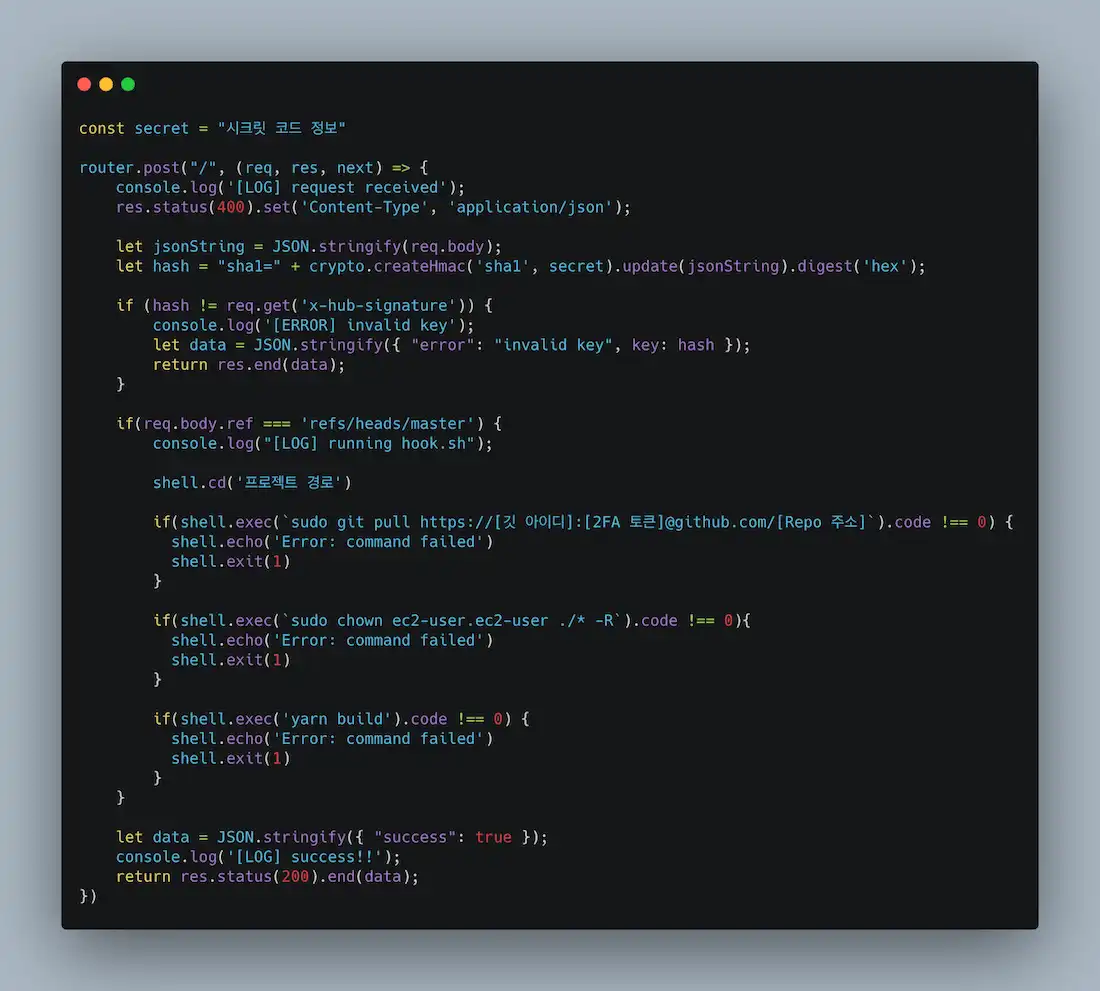 const secret = "시크릿 코드 정보"

router.post("/", (req, res, next) => {
    console.log('[LOG] request received');
    res.status(400).set('Content-Type', 'application/json');

    let jsonString = JSON.stringify(req.body);
    let hash = "sha1=" + crypto.createHmac('sha1', secret).update(jsonString).digest('hex');

    if (hash != req.get('x-hub-signature')) {
        console.log('[ERROR] invalid key');
        let data = JSON.stringify({ "error": "invalid key", key: hash });
        return res.end(data);
    }

    if(req.body.ref === 'refs/heads/master') {
        console.log("[LOG] running hook.sh");

        shell.cd('프로젝트 경로')

        if(shell.exec(`sudo git pull https://[깃 아이디]:[2FA 토큰]@github.com/[Repo 주소]`).code !== 0) {
          shell.echo('Error: command failed')
          shell.exit(1)
        }

        if(shell.exec(`sudo chown ec2-user.ec2-user ./* -R`).code !== 0){
          shell.echo('Error: command failed')
          shell.exit(1)
        }

        if(shell.exec('yarn build').code !== 0) {
          shell.echo('Error: command failed')
          shell.exit(1)
        }
    }

    let data = JSON.stringify({ "success": true });
    console.log('[LOG] success!!');
    return res.status(200).end(data);
})